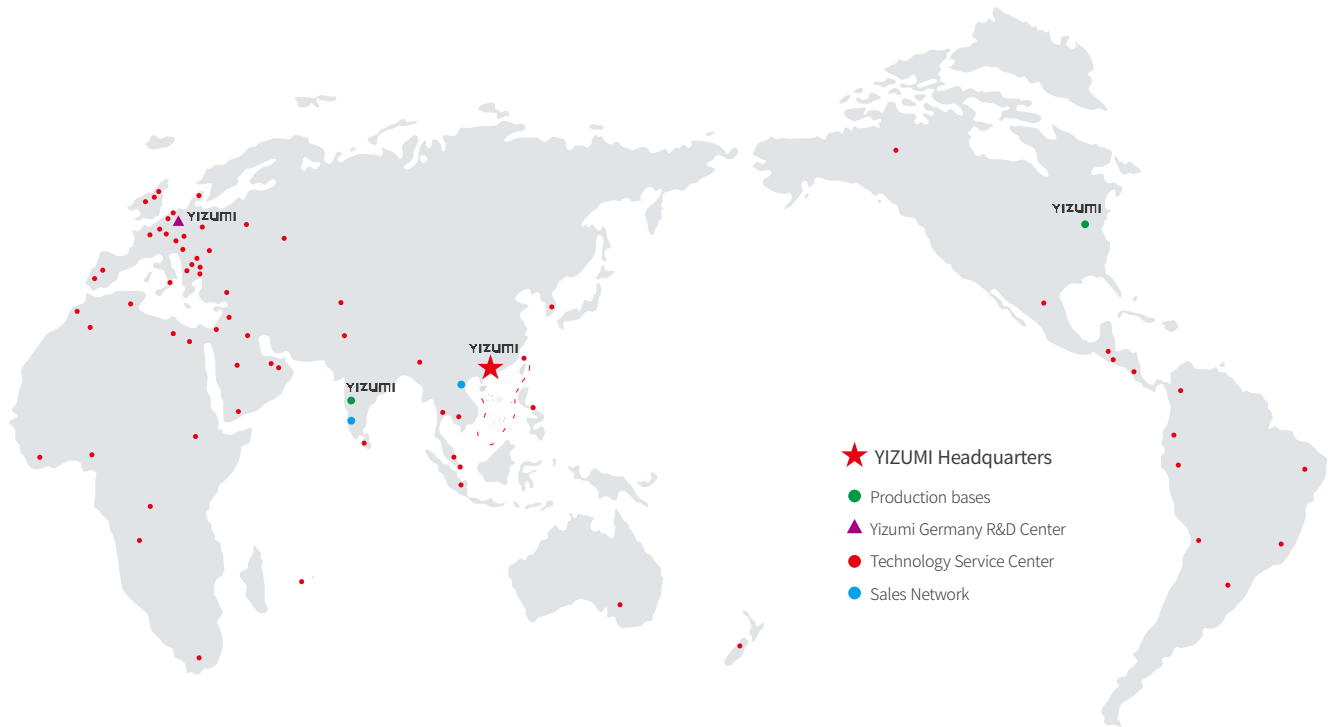 YIZUMI
YIZUMI
YIZUMI
YIZUMI
YIZUMI Headquarters
Production bases
Yizumi Germany R&D Center
Technology Service Center
Sales Network